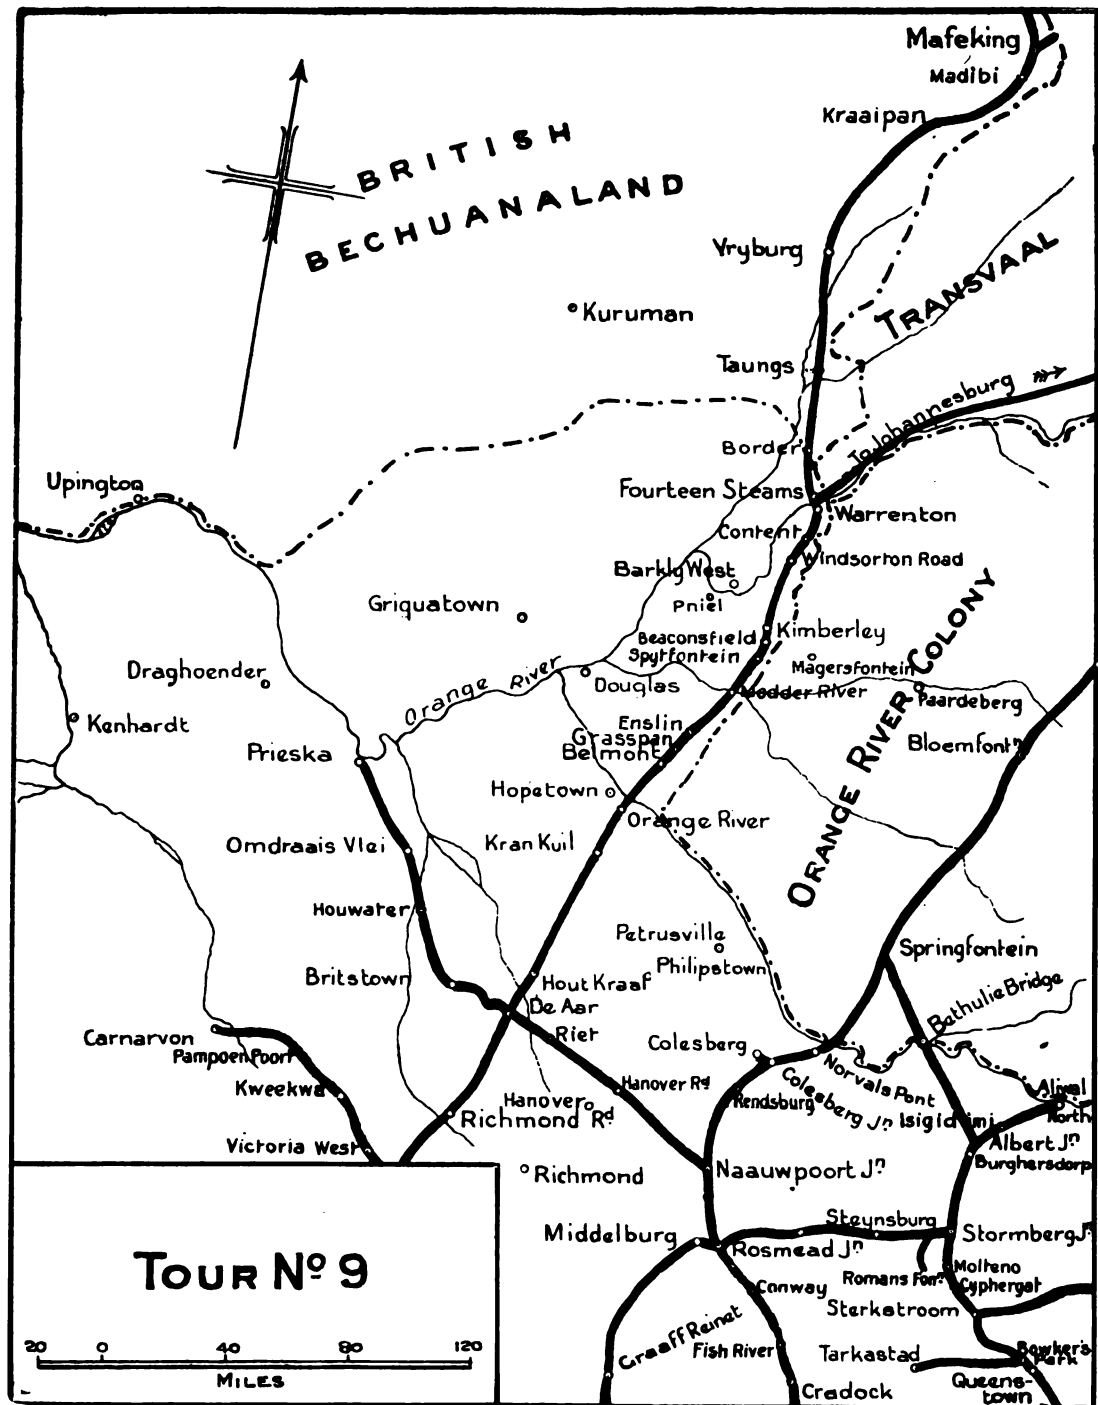 Mafeking
Madibi
Kraaipan
BRITISH
BECHUANALAND
Vryburg
TRANSVAAL
Kuruman
Taungs
To Johannesburg
Border
Upington
Fourteen Steams
Warrenton
Content
Windsorton Road
Barkly West
Pniel
Griquatown
Kimberley
Beaconsfield
Spytfontein
Magersfontein
Draghoender
Orange River
Douglas
Modder River
Paardeberg
ORANGE RIVER COLONY
Kenhardt
Enslin
Grasspan
Belmont
Bloemfontn
Prieska
Hopetown
Orange River
Omdraais Vlei
Kran Kuil
Houwater
Petrusville
Philipstown
Springfontein
Britstown
Hout Kraal
De Aar
Bethulie Bridge
Carnarvon
Riet
Colesberg
Pampoen Poort
Norvals Pont
Kweekwa
Hanover Rd
Colesberg Jn
Rendsburg
Aliwal
North
Hanover
Richmond Rd
Isigidimi
Albert Jn
Victoria West
Burghersdorp
Richmond
Naauwpoort Jn
Steynsburg
Middelburg
Stormberg Jn
Rosmead Jn
Molteno
Romans Fonn
Cyphergat
Conway
Sterkstroom
Graaff Reinet
Fish River
Tarkastad
Bowker's
Park
Queens-
town
Cradock
TOUR No 9
20 0 40 80 120
MILES